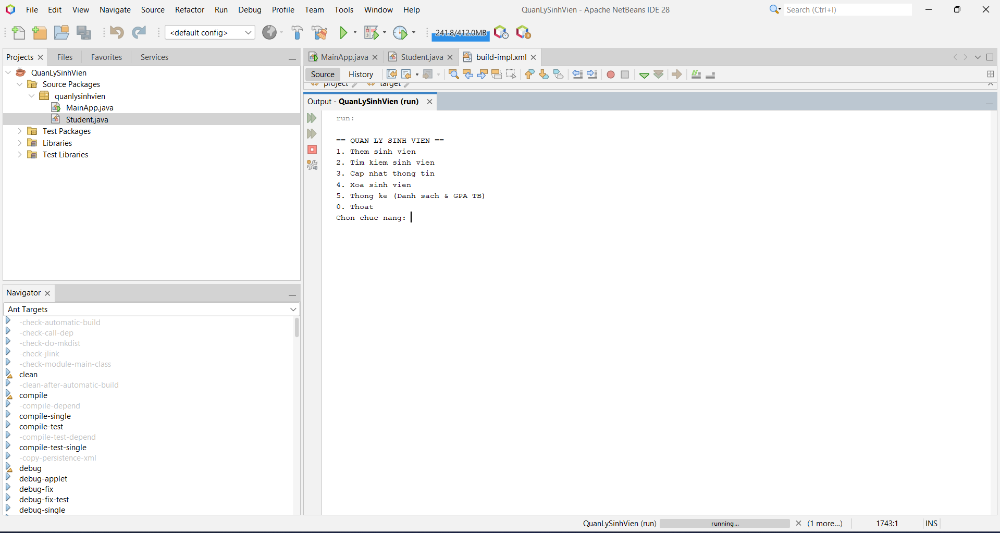 File Edit View Navigate Source Refactor Run Debug Profile Team Tools Window Help
QuanLySinhVien - Apache NetBeans IDE 28
Search (Ctrl+I)
<default config>
241.8/412.0MB
Projects Files Favorites Services
QuanLySinhVien
Source Packages
quanlysinhvien
MainApp.java
Student.java
Test Packages
Libraries
Test Libraries
Navigator
Ant Targets
-check-automatic-build
-check-call-dep
-check-do-mkdist
-check-jlink
-check-module-main-class
clean
-clean-after-automatic-build
compile
-compile-depend
compile-single
compile-test
-compile-test-depend
compile-test-single
-copy-persistence-xml
debug
debug-applet
debug-fix
debug-fix-test
debug-single
MainApp.java Student.java build-impl.xml
Source History
project target
Output - QuanLySinhVien (run)
run:
== QUAN LY SINH VIEN ==
1. Them sinh vien
2. Tim kiem sinh vien
3. Cap nhat thong tin
4. Xoa sinh vien
5. Thong ke (Danh sach & GPA TB)
0. Thoat
Chon chuc nang:
QuanLySinhVien (run) running... (1 more...) 1743:1 INS